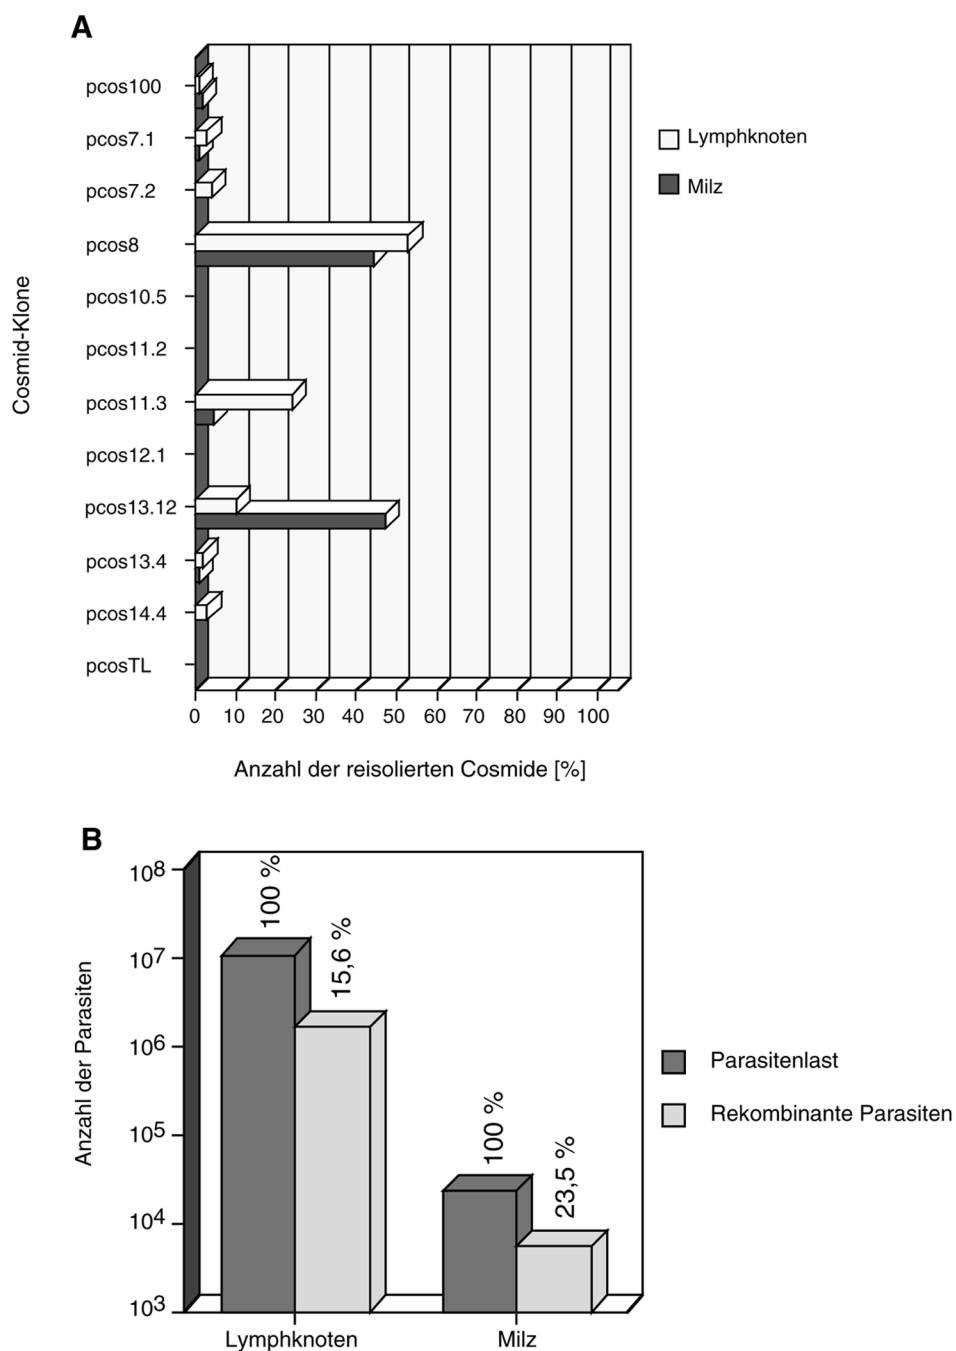 A
pcos100
pcos7.1
pcos7.2
pcos8
pcos10.5
pcos11.2
pcos11.3
pcos12.1
pcos13.12
pcos13.4
pcos14.4
pcosTL
Cosmid-Klone
0 10 20 30 40 50 60 70 80 90 100
Anzahl der reisolierten Cosmide [%]
Lymphknoten
Milz
B
10⁸
10⁷
10⁶
10⁵
10⁴
10³
Anzahl der Parasiten
100 %
15,6 %
100 %
23,5 %
Lymphknoten Milz
Parasitenlast
Rekombinante Parasiten